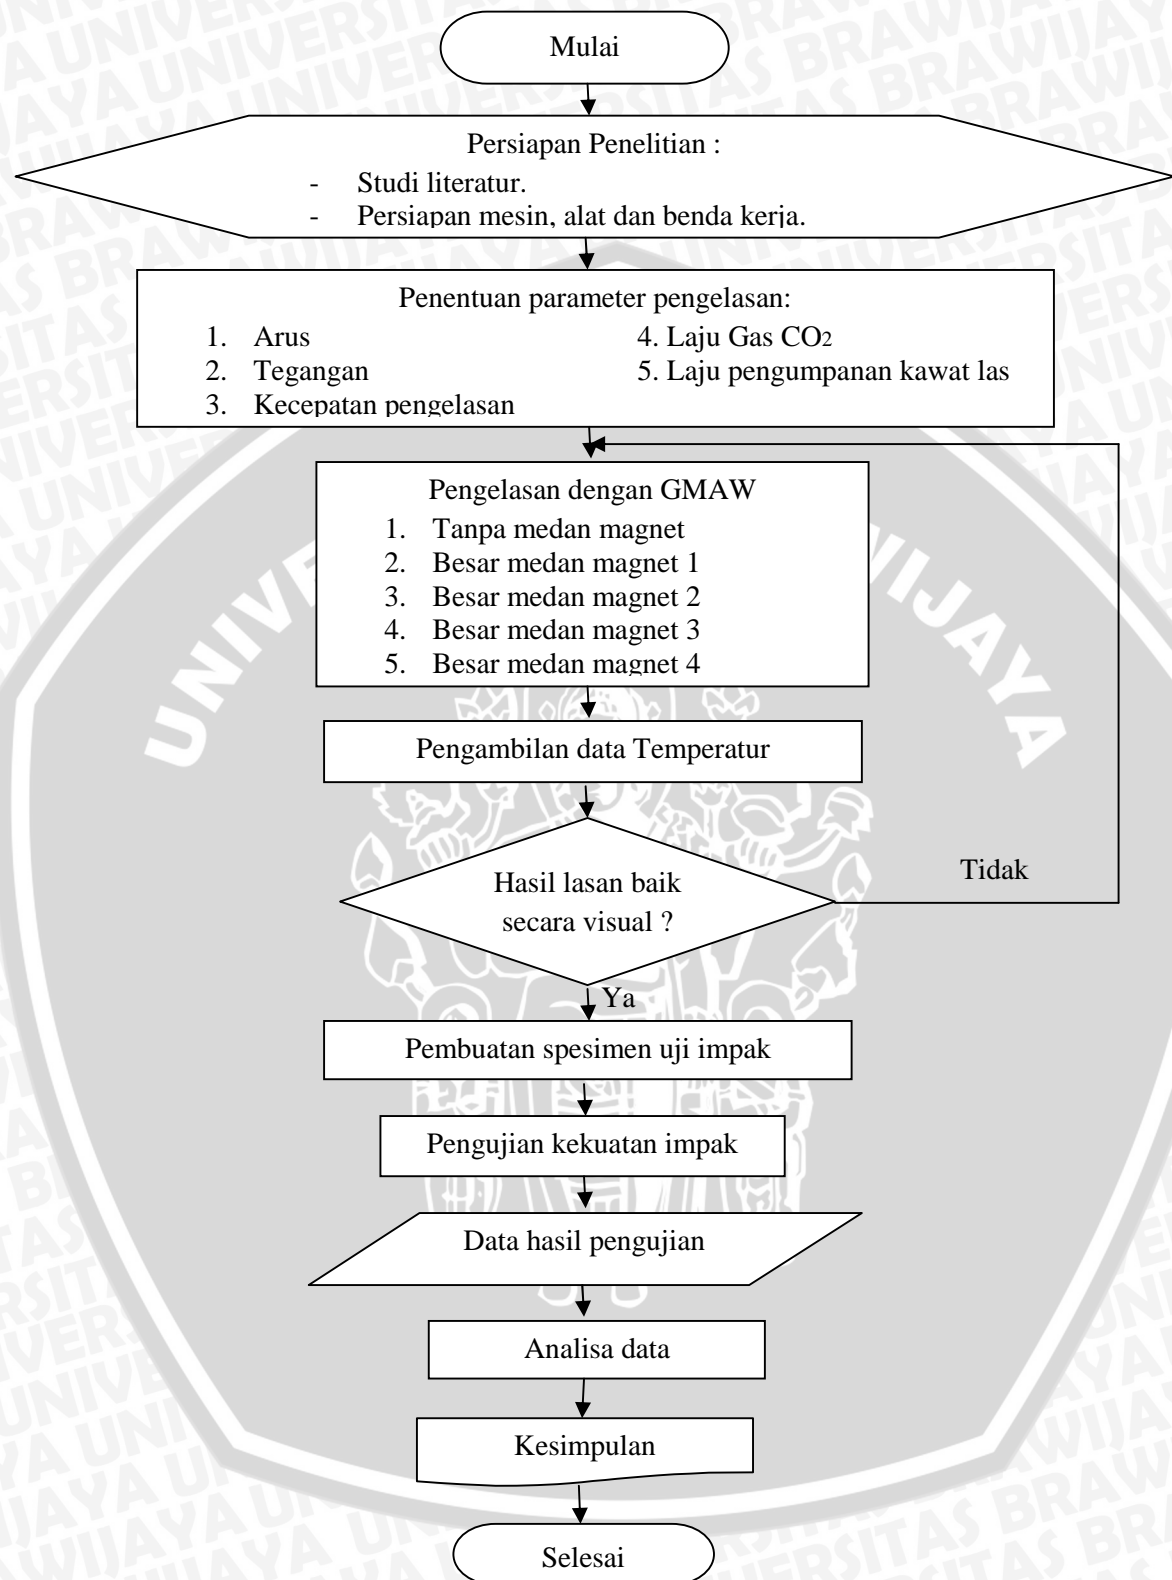 Mulai
Persiapan Penelitian :
- Studi literatur.
- Persiapan mesin, alat dan benda kerja.
Penentuan parameter pengelasan:
1. Arus
2. Tegangan
3. Kecepatan pengelasan
4. Laju Gas CO2
5. Laju pengumpanan kawat las
Pengelasan dengan GMAW
1. Tanpa medan magnet
2. Besar medan magnet 1
3. Besar medan magnet 2
4. Besar medan magnet 3
5. Besar medan magnet 4
Pengambilan data Temperatur
Hasil lasan baik
secara visual ?
Tidak
Ya
Pembuatan spesimen uji impak
Pengujian kekuatan impak
Data hasil pengujian
Analisa data
Kesimpulan
Selesai